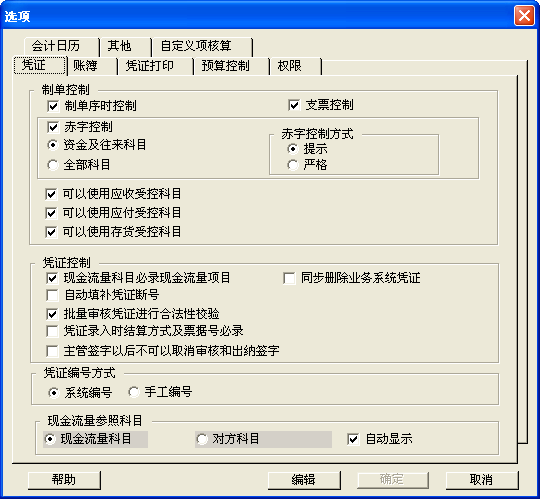 选项
会计日历 其他 自定义项核算
凭证 账簿 凭证打印 预算控制 权限
制单控制
制单序时控制 支票控制
赤字控制
资金及往来科目
全部科目
赤字控制方式
提示
严格
可以使用应收受控科目
可以使用应付受控科目
可以使用存货受控科目
凭证控制
现金流量科目必录现金流量项目 同步删除业务系统凭证
自动填补凭证断号
批量审核凭证进行合法性校验
凭证录入时结算方式及票据号必录
主管签字以后不可以取消审核和出纳签字
凭证编号方式
系统编号 手工编号
现金流量参照科目
现金流量科目 对方科目 自动显示
帮助 编辑 确定 取消